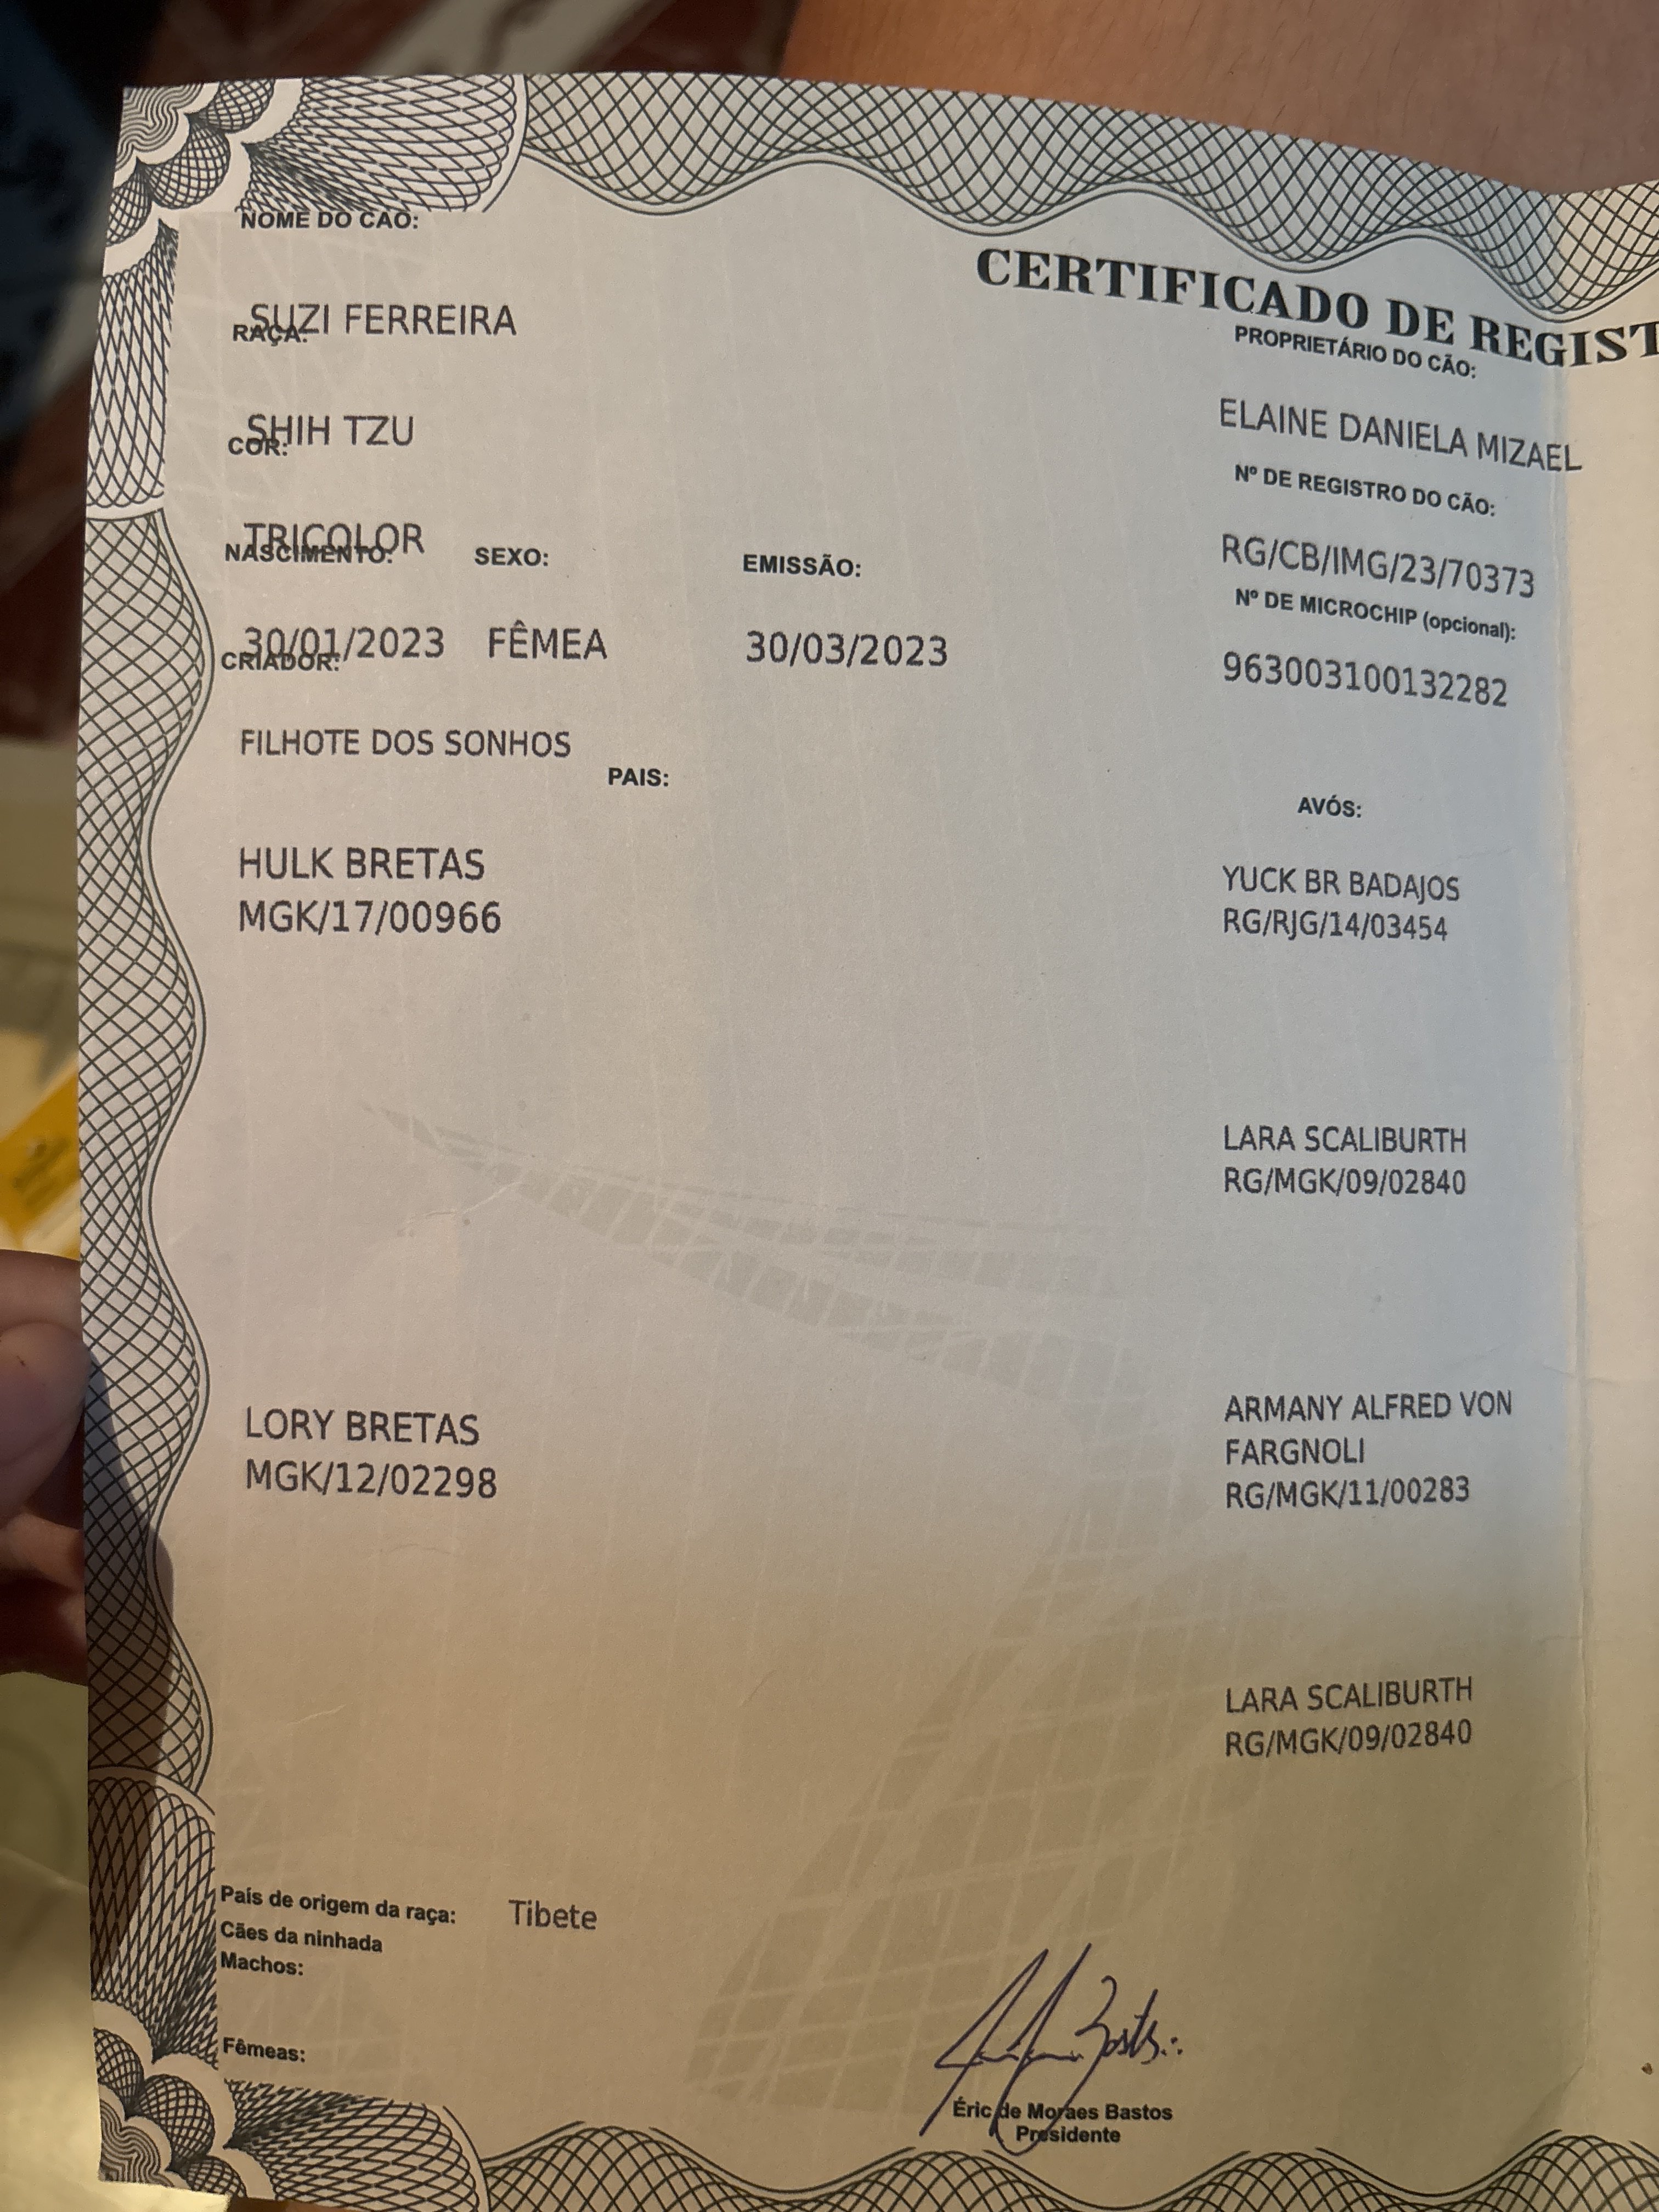 CERTIFICADO DE REGIST
NOME DO CÃO:
SUZI FERREIRA
RAÇA:
SHIH TZU
COR:
TRICOLOR
NASCIMENTO: SEXO: EMISSÃO:
30/01/2023 FÊMEA 30/03/2023
CRIADOR:
FILHOTE DOS SONHOS
PROPRIETÁRIO DO CÃO:
ELAINE DANIELA MIZAEL
Nº DE REGISTRO DO CÃO:
RG/CB/IMG/23/70373
Nº DE MICROCHIP (opcional):
963003100132282
PAIS:
HULK BRETAS
MGK/17/00966
LORY BRETAS
MGK/12/02298
AVÓS:
YUCK BR BADAJOS
RG/RJG/14/03454
LARA SCALIBURTH
RG/MGK/09/02840
ARMANY ALFRED VON
FARGNOLI
RG/MGK/11/00283
LARA SCALIBURTH
RG/MGK/09/02840
País de origem da raça: Tibete
Cães da ninhada
Machos:
Fêmeas:
Éric de Moraes Bastos
Presidente